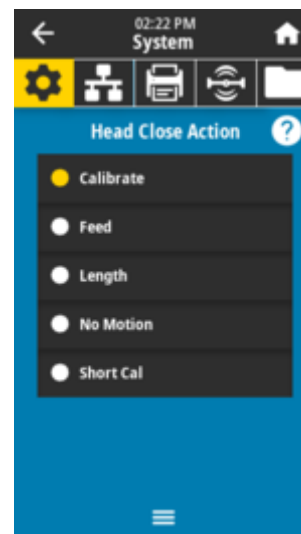 02:22 PM
System
Head Close Action
?
Calibrate
Feed
Length
No Motion
Short Cal